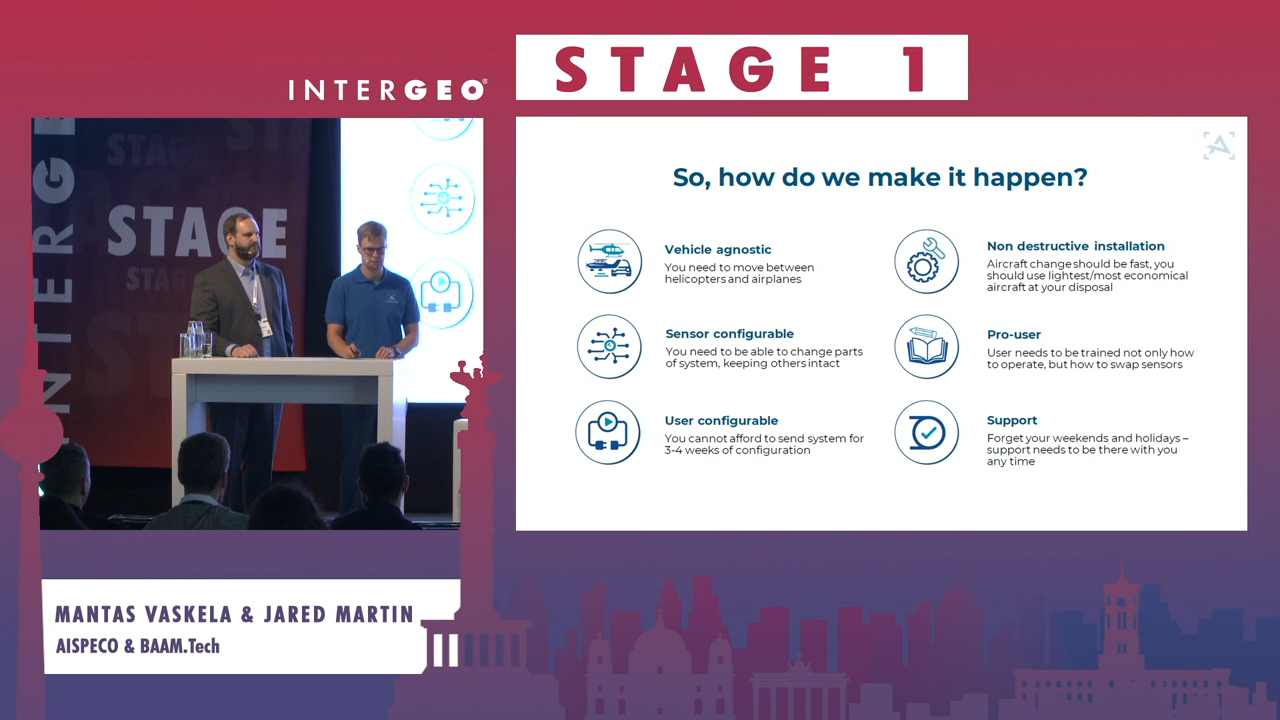 INTERGEO®
STAGE 1
INTERGE
STAGE
STAGE
STAGE
So, how do we make it happen?
Vehicle agnostic
You need to move between
helicopters and airplanes
Sensor configurable
You need to be able to change parts
of system, keeping others intact
User configurable
You cannot afford to send system for
3-4 weeks of configuration
Non destructive installation
Aircraft change should be fast, you
should use lightest/most economical
aircraft at your disposal
Pro-user
User needs to be trained not only how
to operate, but how to swap sensors
Support
Forget your weekends and holidays –
support needs to be there with you
any time
MANTAS VASKELA & JARED MARTIN
AISPECO & BAAM.Tech